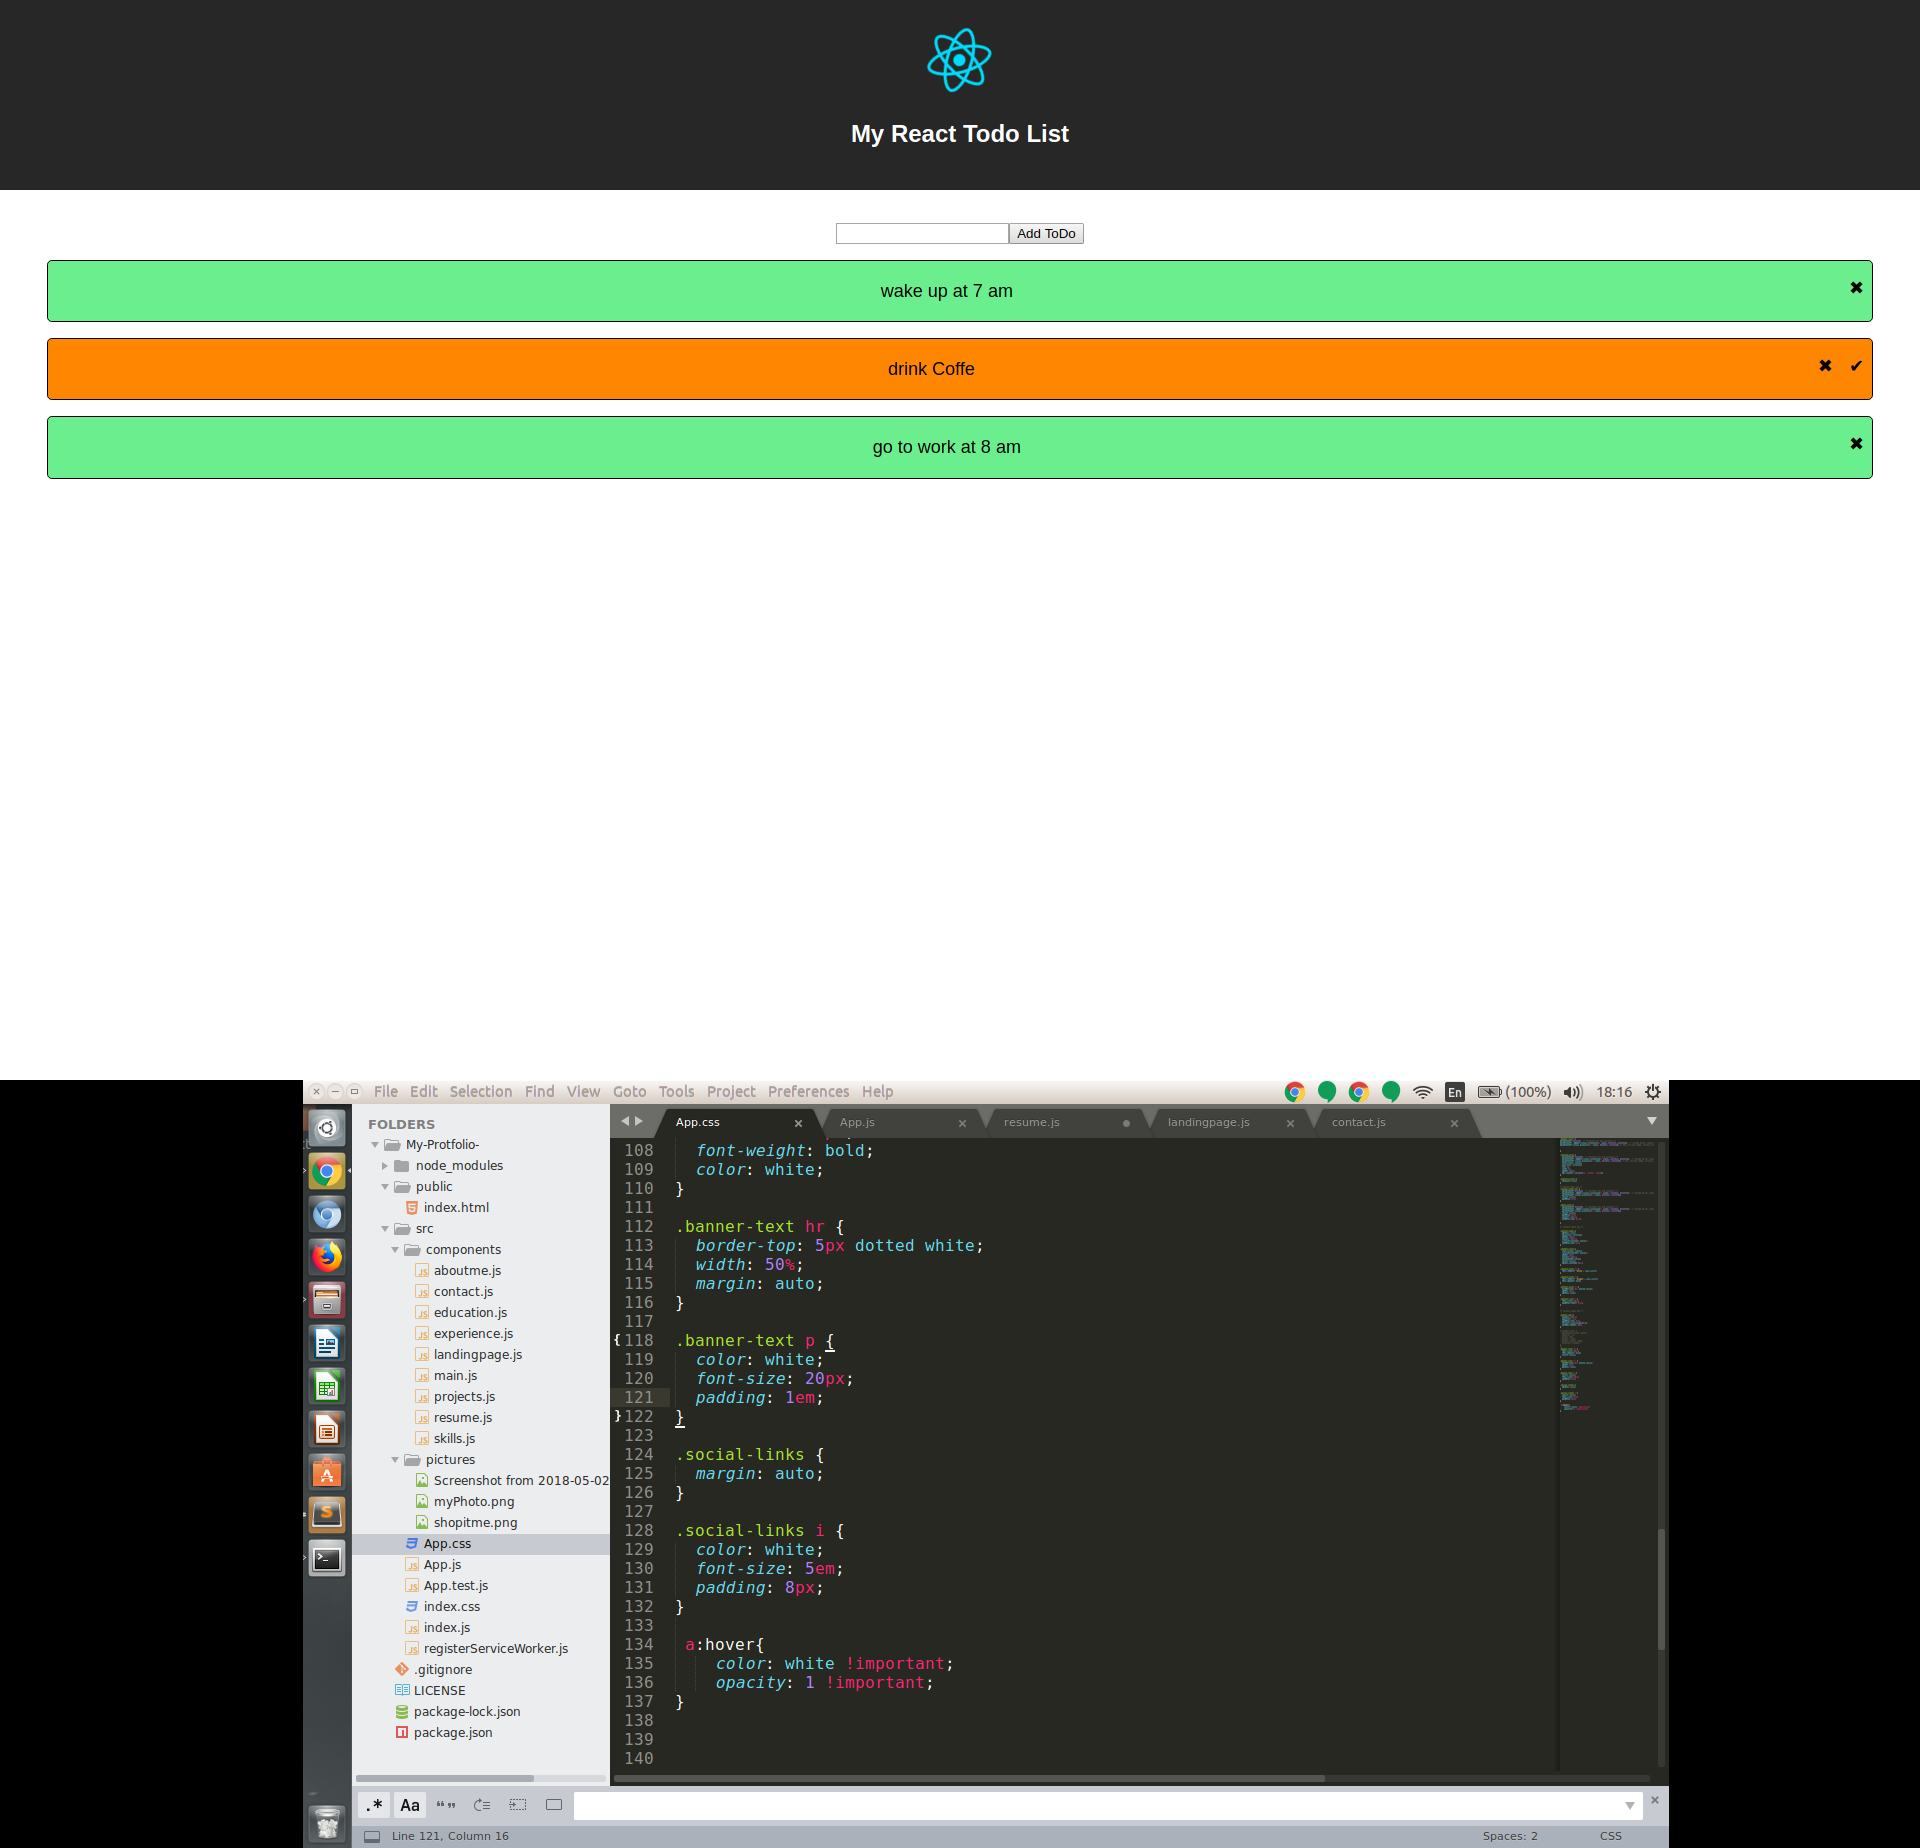 My React Todo List
Add ToDo
wake up at 7 am
✖
drink Coffe
✖ ✔
go to work at 8 am
✖
File Edit Selection Find View Goto Tools Project Preferences Help
En (100%) 18:16
FOLDERS
My-Protfolio-
node_modules
public
index.html
src
components
aboutme.js
contact.js
education.js
experience.js
landingpage.js
main.js
projects.js
resume.js
skills.js
pictures
Screenshot from 2018-05-02
myPhoto.png
shopitme.png
App.css
App.js
App.test.js
index.css
index.js
registerServiceWorker.js
.gitignore
LICENSE
package-lock.json
package.json
App.css App.js resume.js landingpage.js contact.js
108 font-weight: bold;
109 color: white;
110 }
111
112 .banner-text hr {
113 border-top: 5px dotted white;
114 width: 50%;
115 margin: auto;
116 }
117
118 .banner-text p {
119 color: white;
120 font-size: 20px;
121 padding: 1em;
122 }
123
124 .social-links {
125 margin: auto;
126 }
127
128 .social-links i {
129 color: white;
130 font-size: 5em;
131 padding: 8px;
132 }
133
134 a:hover{
135 color: white !important;
136 opacity: 1 !important;
137 }
138
139
140
.* Aa “”
Line 121, Column 16
Spaces: 2 CSS